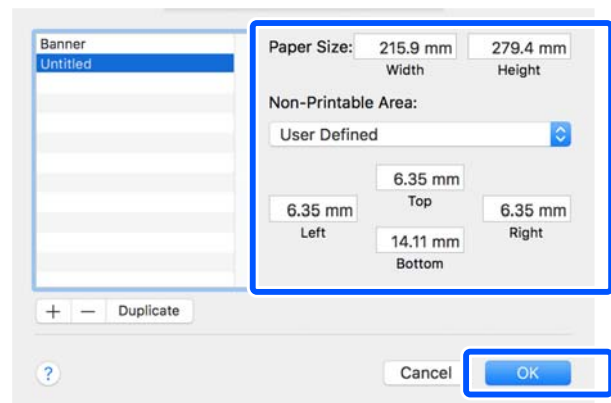 Banner
Untitled
+ − Duplicate
Paper Size: 215.9 mm 279.4 mm
Width Height
Non-Printable Area:
User Defined
6.35 mm
Top
6.35 mm 6.35 mm
Left Right
14.11 mm
Bottom
? Cancel OK